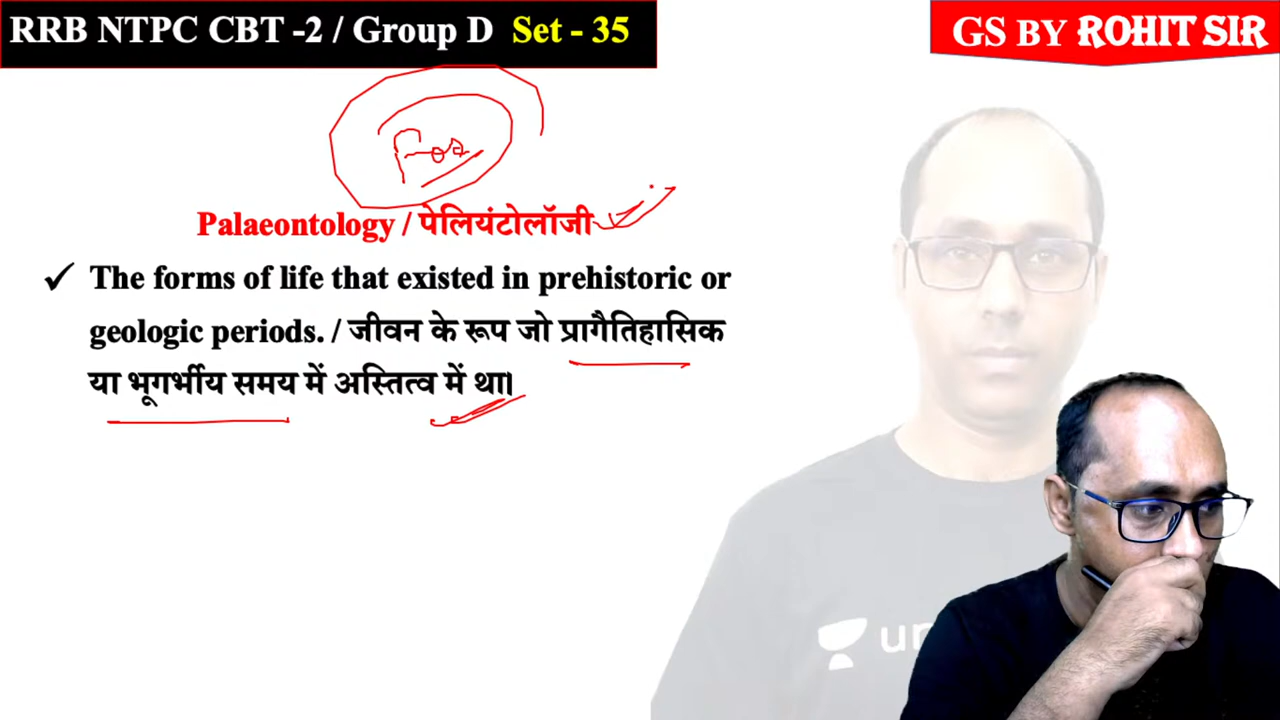 RRB NTPC CBT -2 / Group D Set - 35
GS BY ROHIT SIR
Palaeontology / पेलियंटोलॉजी
✓ The forms of life that existed in prehistoric or
geologic periods. / जीवन के रूप जो प्रागैतिहासिक
या भूगर्भीय समय में अस्तित्व में था।
un